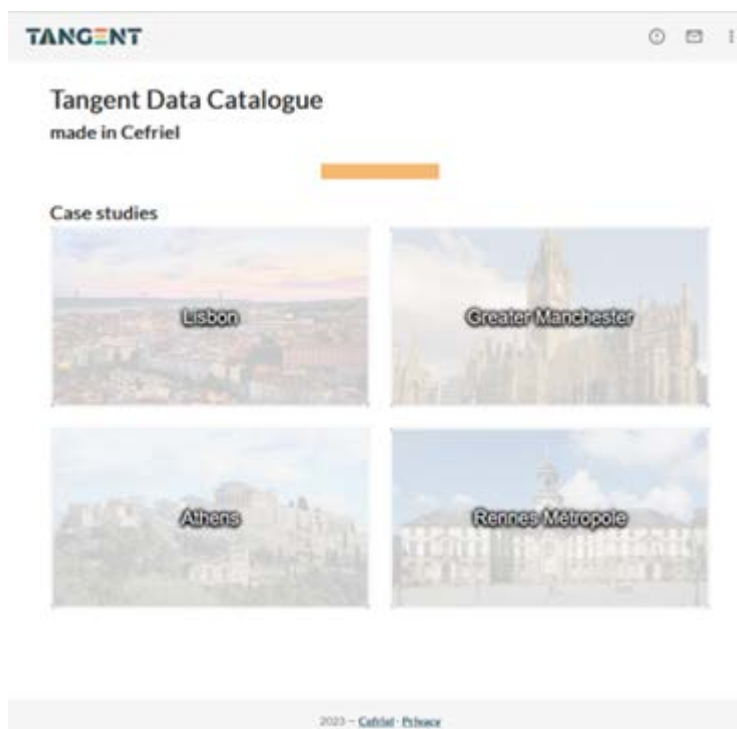 TANGENT
Tangent Data Catalogue
made in Cefriel
Case studies
Lisbon
Greater Manchester
Athens
Rennes Métropole
2023 – Cefriel · Privacy